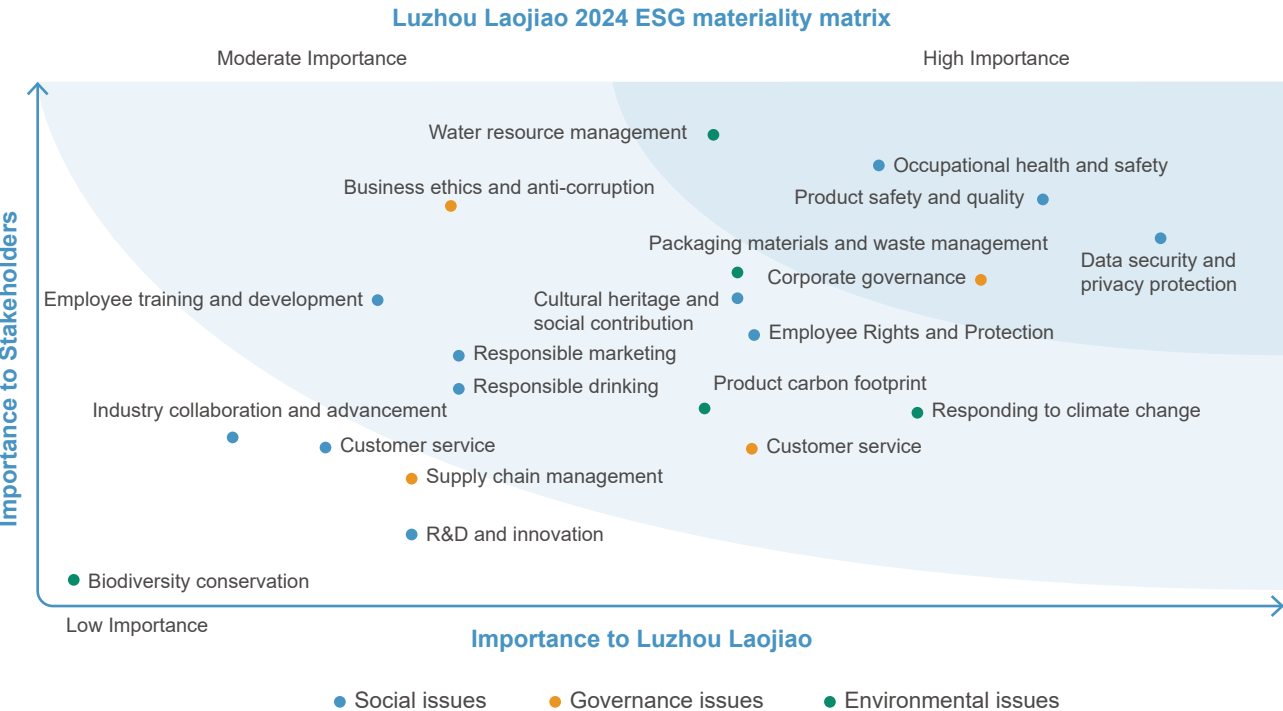 Luzhou Laojiao 2024 ESG materiality matrix
Moderate Importance
High Importance
Importance to Stakeholders
Water resource management
Occupational health and safety
Business ethics and anti-corruption
Product safety and quality
Packaging materials and waste management
Data security and
privacy protection
Corporate governance
Employee training and development
Cultural heritage and
social contribution
Employee Rights and Protection
Responsible marketing
Responsible drinking
Product carbon footprint
Industry collaboration and advancement
Responding to climate change
Customer service
Customer service
Supply chain management
R&D and innovation
Biodiversity conservation
Low Importance
Importance to Luzhou Laojiao
Social issues
Governance issues
Environmental issues